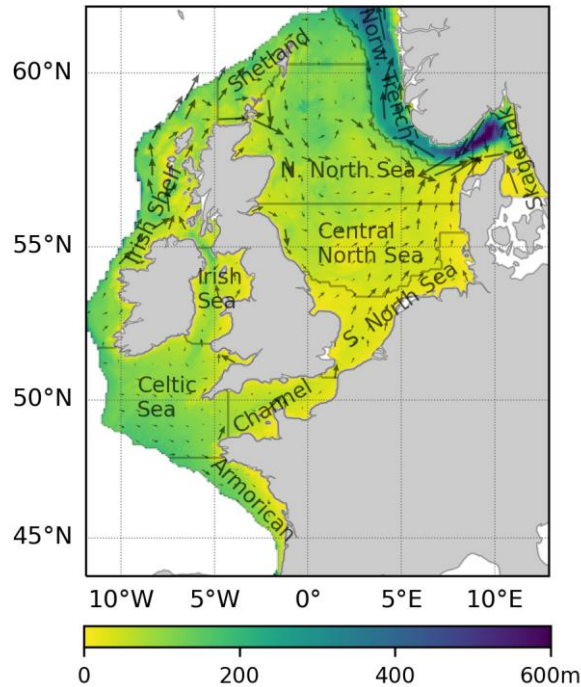 60°N
55°N
50°N
45°N
Shetland
Norw. Trench
Skagerrak
N. North Sea
Irish Shelf
Central
North Sea
Irish
Sea
S. North Sea
Celtic
Sea
Channel
Armorican
10°W 5°W 0° 5°E 10°E
0 200 400 600m